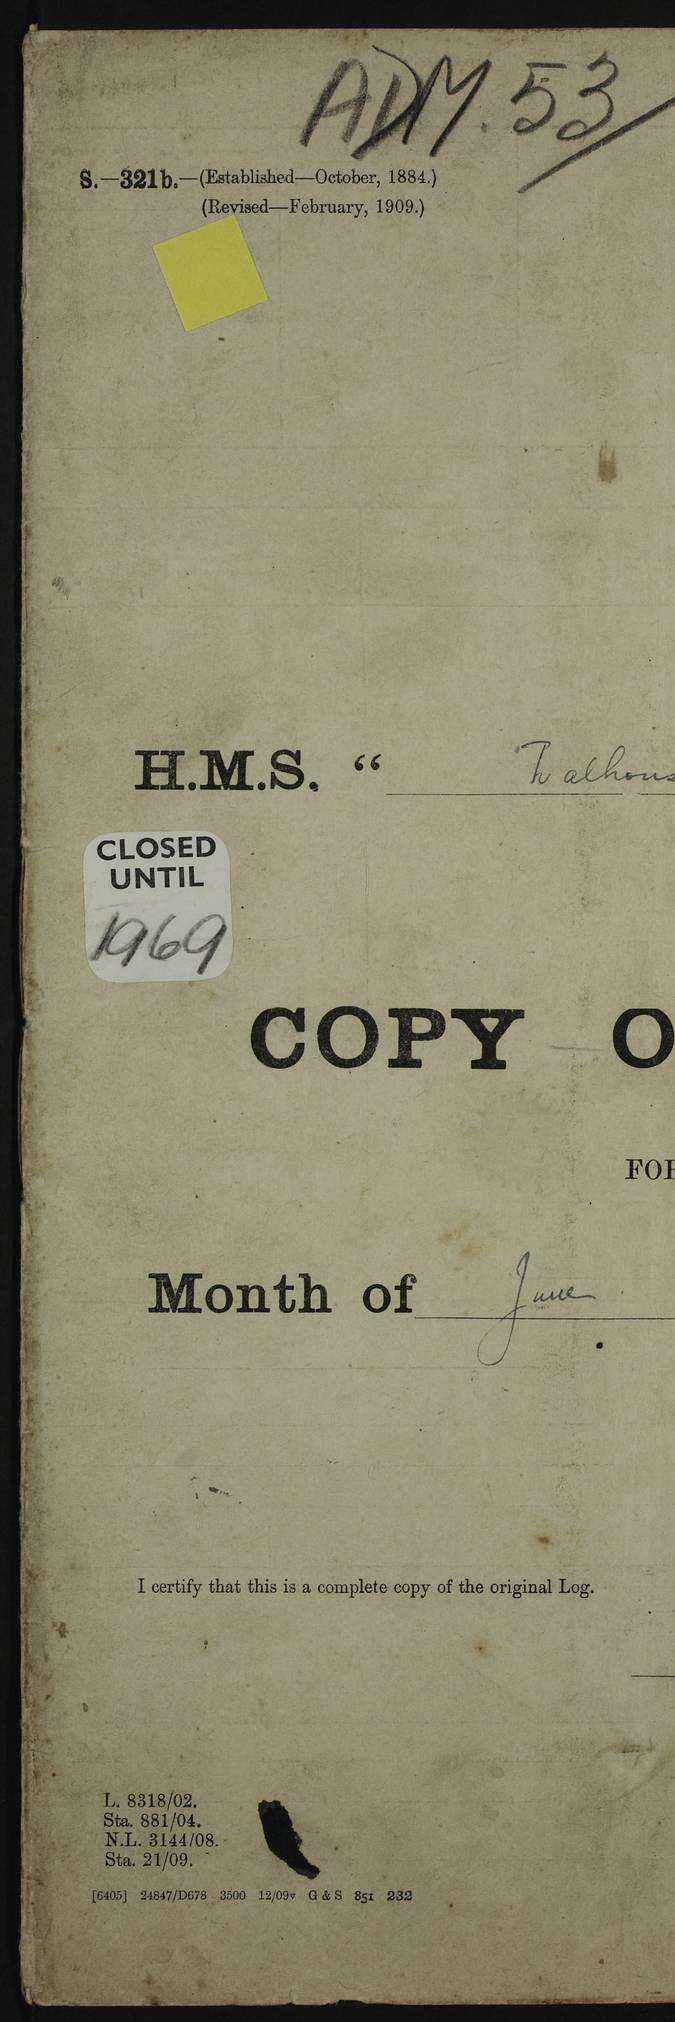 ADM. 53/
S.—321b.—(Established—October, 1884.)
(Revised—February, 1909.)
H.M.S. “ Dalhous
CLOSED
UNTIL
1969
COPY O
FOR
Month of June
I certify that this is a complete copy of the original Log.
L. 8318/02.
Sta. 881/04.
N.L. 3144/08.
Sta. 21/09.
[6405] 24847/D678 3500 12/09v G & S 851 232